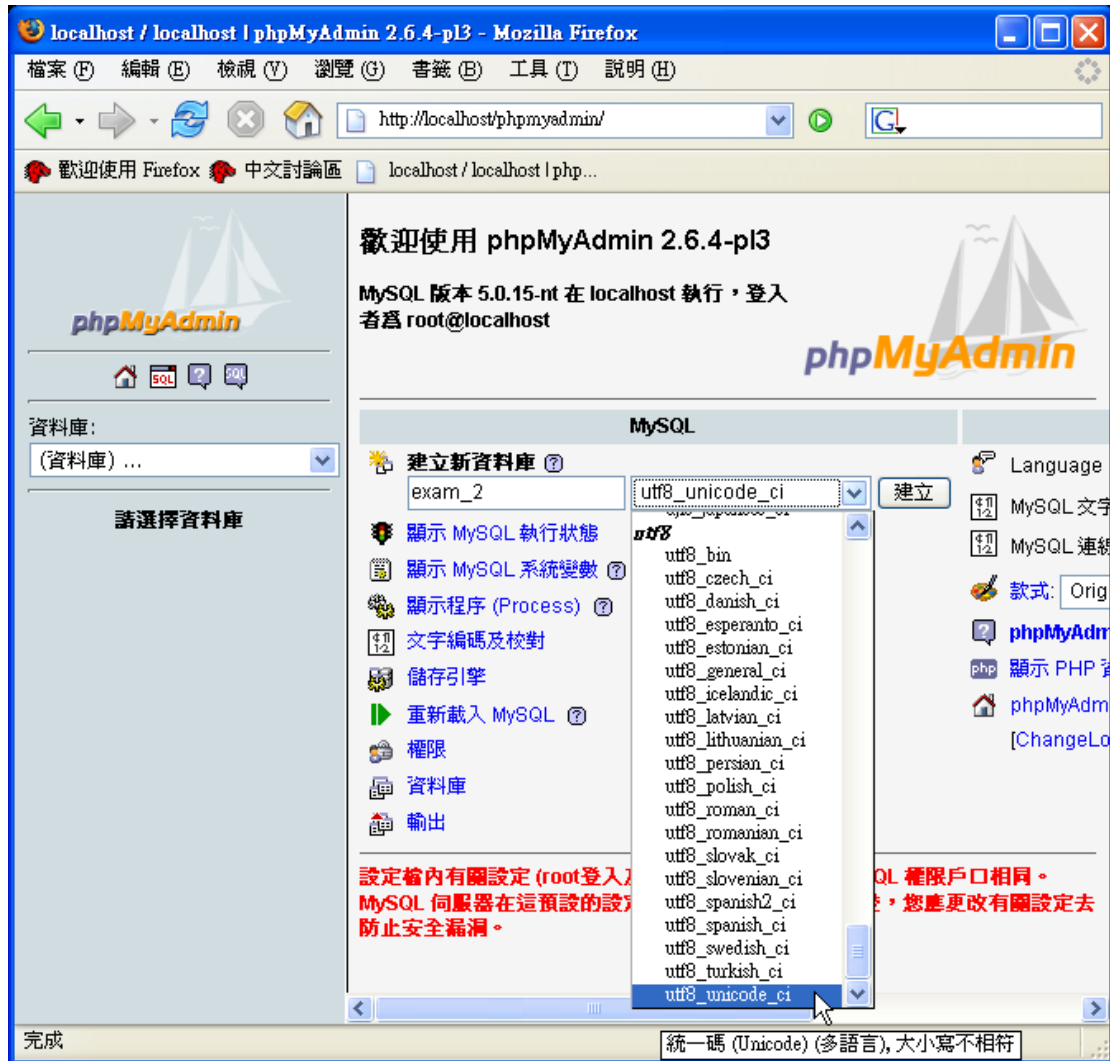 localhost / localhost | phpMyAdmin 2.6.4-pl3 - Mozilla Firefox
檔案(F) 編輯(E) 檢視(V) 瀏覽(G) 書籤(B) 工具(T) 說明(H)
http://localhost/phpmyadmin/
G
歡迎使用 Firefox 中文討論區 localhost / localhost | php...
phpMyAdmin
SQL
資料庫:
(資料庫) ...
請選擇資料庫
歡迎使用 phpMyAdmin 2.6.4-pl3
MySQL 版本 5.0.15-nt 在 localhost 執行，登入
者為 root@localhost
phpMyAdmin
MySQL
建立新資料庫
exam_2 utf8_unicode_ci 建立
顯示 MySQL 執行狀態
顯示 MySQL 系統變數
顯示程序 (Process)
文字編碼及校對
儲存引擎
重新載入 MySQL
權限
資料庫
輸出
utf8
utf8_bin
utf8_czech_ci
utf8_danish_ci
utf8_esperanto_ci
utf8_estonian_ci
utf8_general_ci
utf8_icelandic_ci
utf8_latvian_ci
utf8_lithuanian_ci
utf8_persian_ci
utf8_polish_ci
utf8_roman_ci
utf8_romanian_ci
utf8_slovak_ci
utf8_slovenian_ci
utf8_spanish2_ci
utf8_spanish_ci
utf8_swedish_ci
utf8_turkish_ci
utf8_unicode_ci
Language
MySQL 文字
MySQL 連線
款式: Orig
phpMyAdm
php 顯示 PHP 資
phpMyAdm
[ChangeLo
設定檔內有關設定 (root登入及 QL 權限戶口相同。
MySQL 伺服器在這預設的設定 ，您應更改有關設定去
防止安全漏洞。
完成
統一碼 (Unicode) (多語言), 大小寫不相符